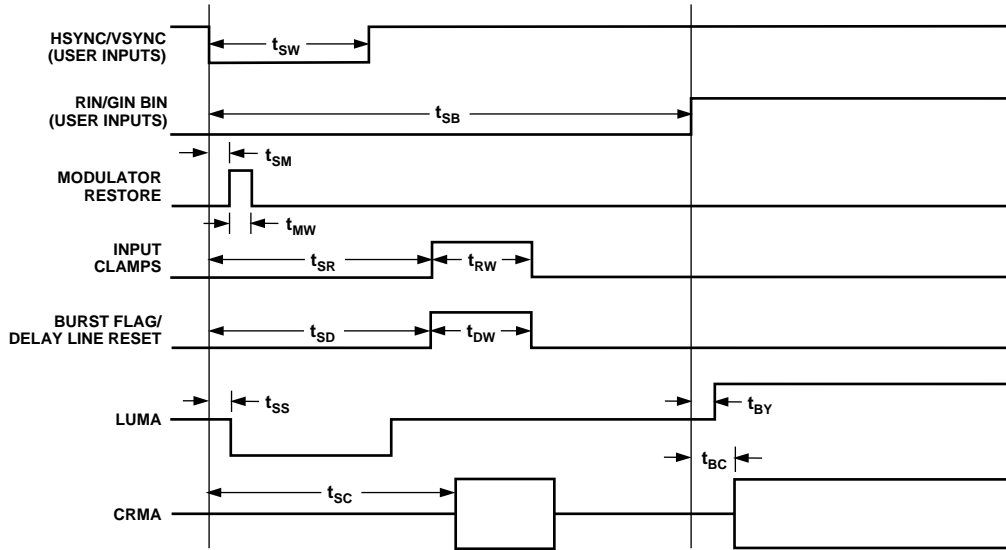 HSYNC/VSYNC
(USER INPUTS)
tSW
RIN/GIN BIN
(USER INPUTS)
tSB
tSM
MODULATOR
RESTORE
tMW
INPUT
CLAMPS
tSR
tRW
BURST FLAG/
DELAY LINE RESET
tSD
tDW
tSS
LUMA
tBY
tBC
tSC
CRMA